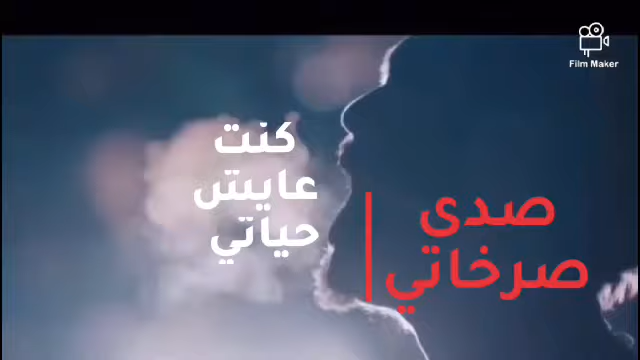 Film Maker
كنت
عايش
حياتي
صدى
صرخاتي